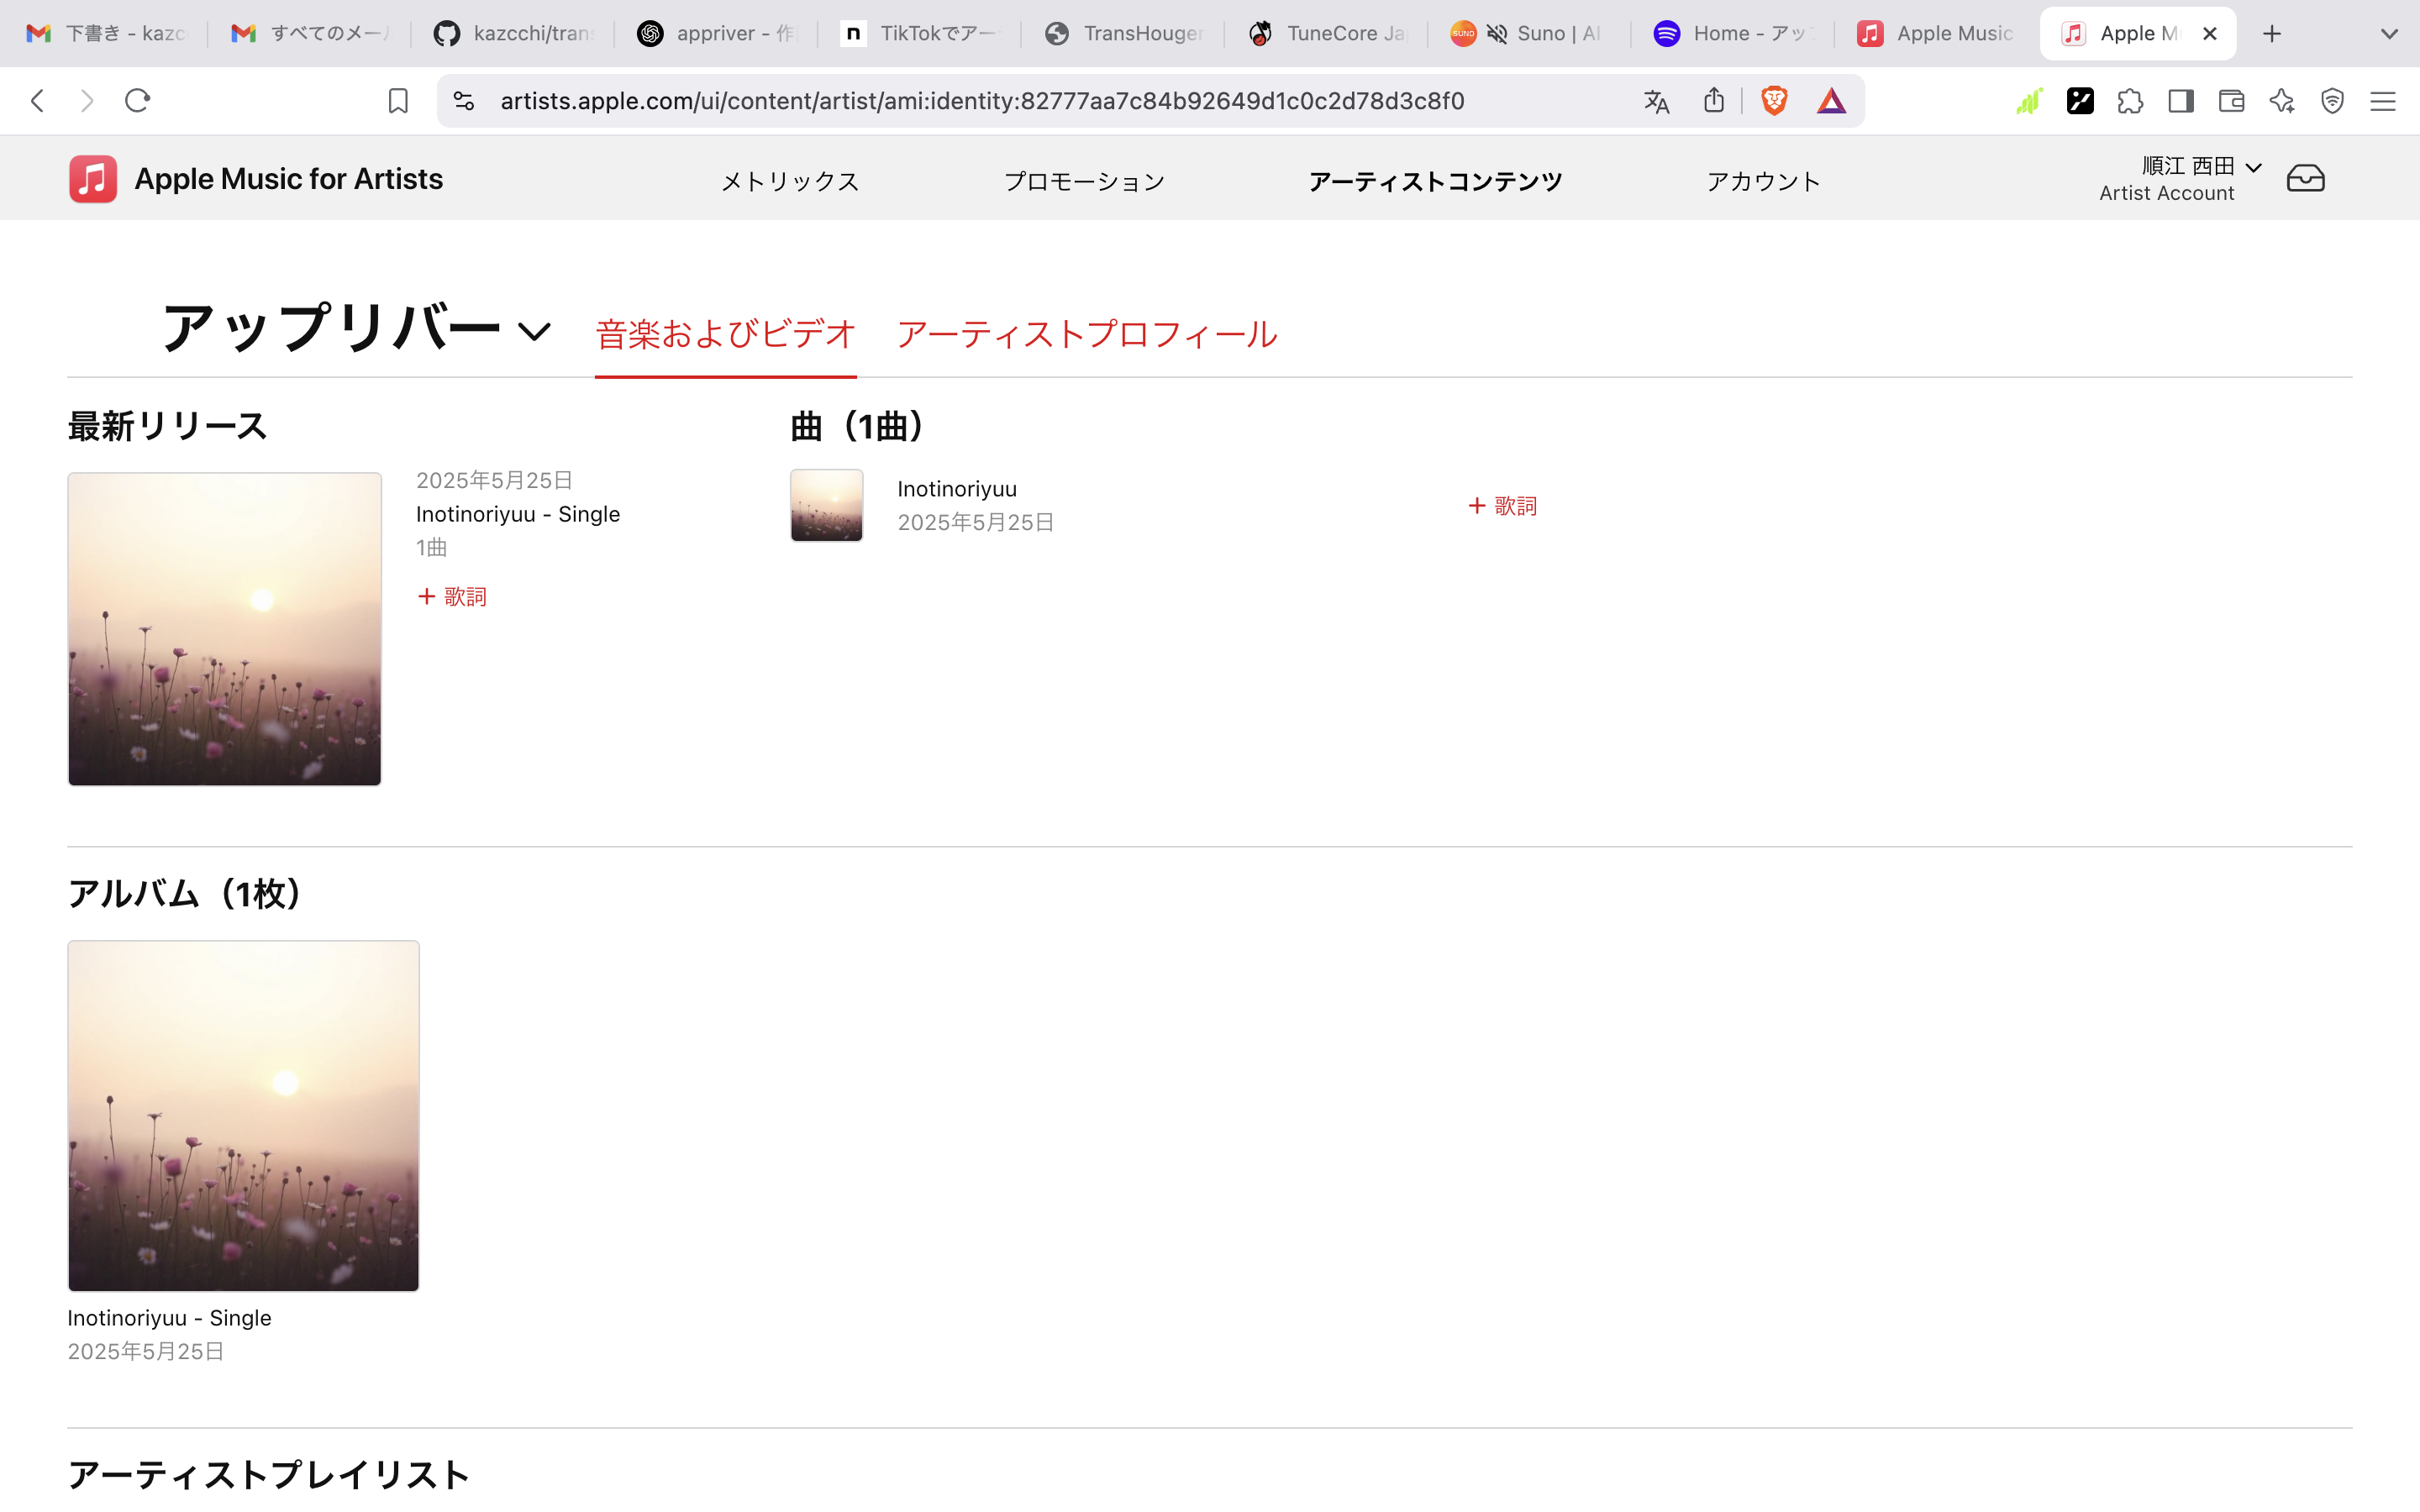 下書き - kazc
すべてのメール
kazcchi/trans
appriver - 作
TikTokでアー
TransHouger
TuneCore Ja
Suno | AI
Home - アッ
Apple Music
Apple M
artists.apple.com/ui/content/artist/ami:identity:82777aa7c84b92649d1c0c2d78d3c8f0
Apple Music for Artists
メトリックス
プロモーション
アーティストコンテンツ
アカウント
順江 西田
Artist Account
アップリバー
音楽およびビデオ
アーティストプロフィール
最新リリース
2025年5月25日
Inotinoriyuu - Single
1曲
+ 歌詞
曲（1曲）
Inotinoriyuu
2025年5月25日
+ 歌詞
アルバム（1枚）
Inotinoriyuu - Single
2025年5月25日
アーティストプレイリスト